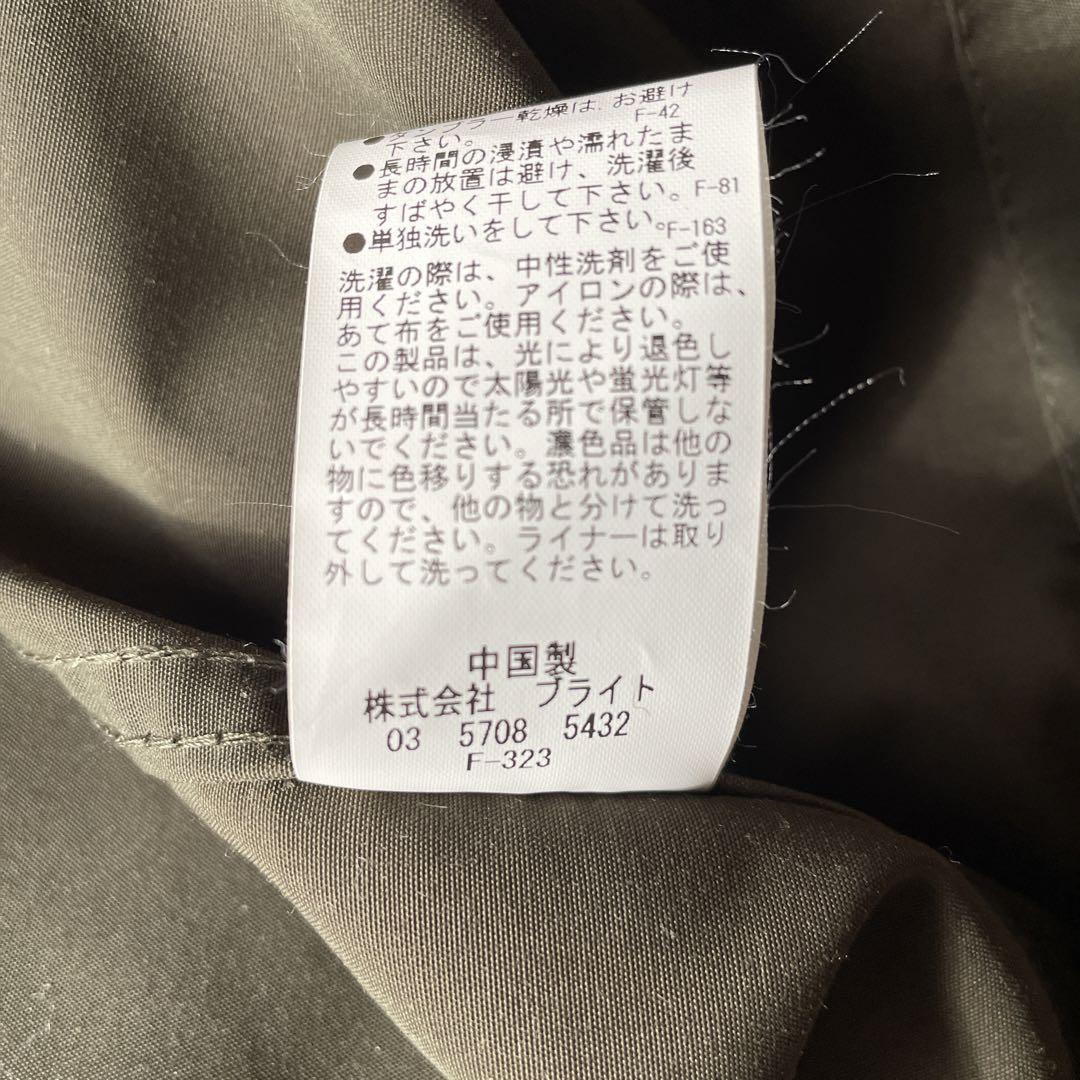 ●タンブラー乾燥は、お避け
下さい。 F-42
●長時間の浸漬や濡れたま
まの放置は避け、洗濯後
すばやく干して下さい。F-81
●単独洗いをして下さい。F-163
洗濯の際は、中性洗剤をご使
用ください。アイロンの際は、
あて布をご使用ください。
この製品は、光により退色し
やすいので太陽光や蛍光灯等
が長時間当たる所で保管しな
いでください。濃色品は他の
物に色移りする恐れがありま
すので、他の物と分けて洗っ
てください。ライナーは取り
外して洗ってください。
中国製
株式会社 ブライト
03 5708 5432
F-323